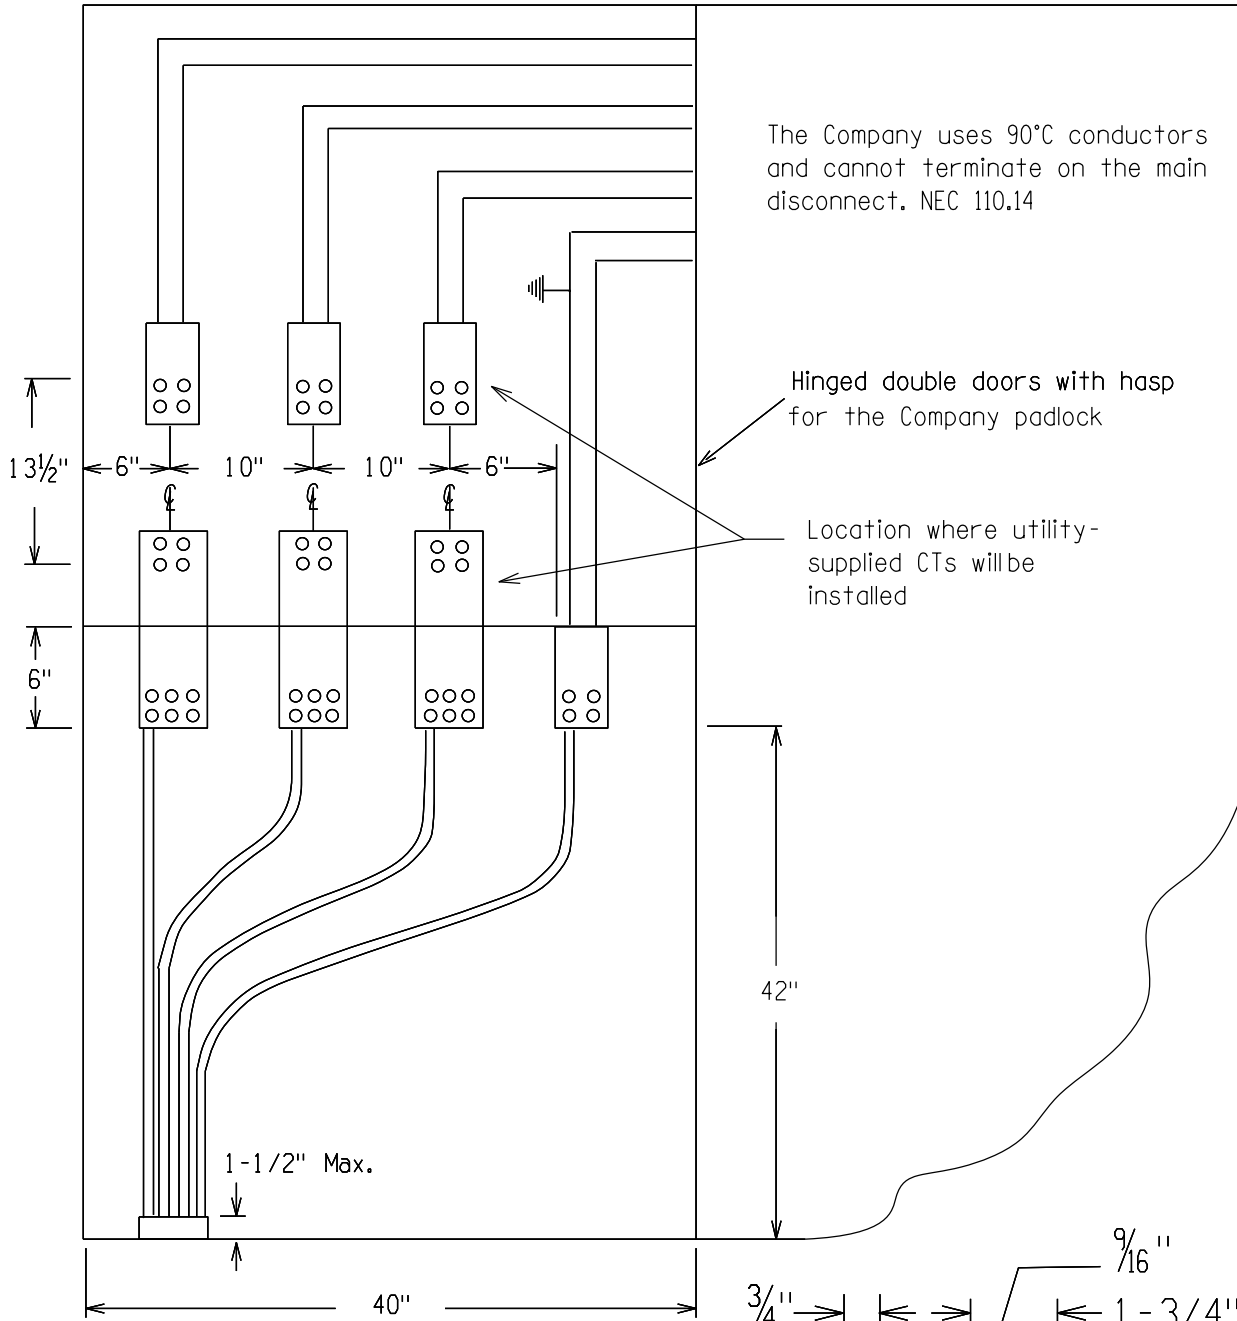 The Company uses 90°C conductors
and cannot terminate on the main
disconnect. NEC 110.14
Hinged double doors with hasp
for the Company padlock
13½"
6"
10"
10"
6"
℄
℄
℄
Location where utility-
supplied CTs will be
installed
6"
42"
1-1/2" Max.
40"
9/16"
3/4"
1-3/4"